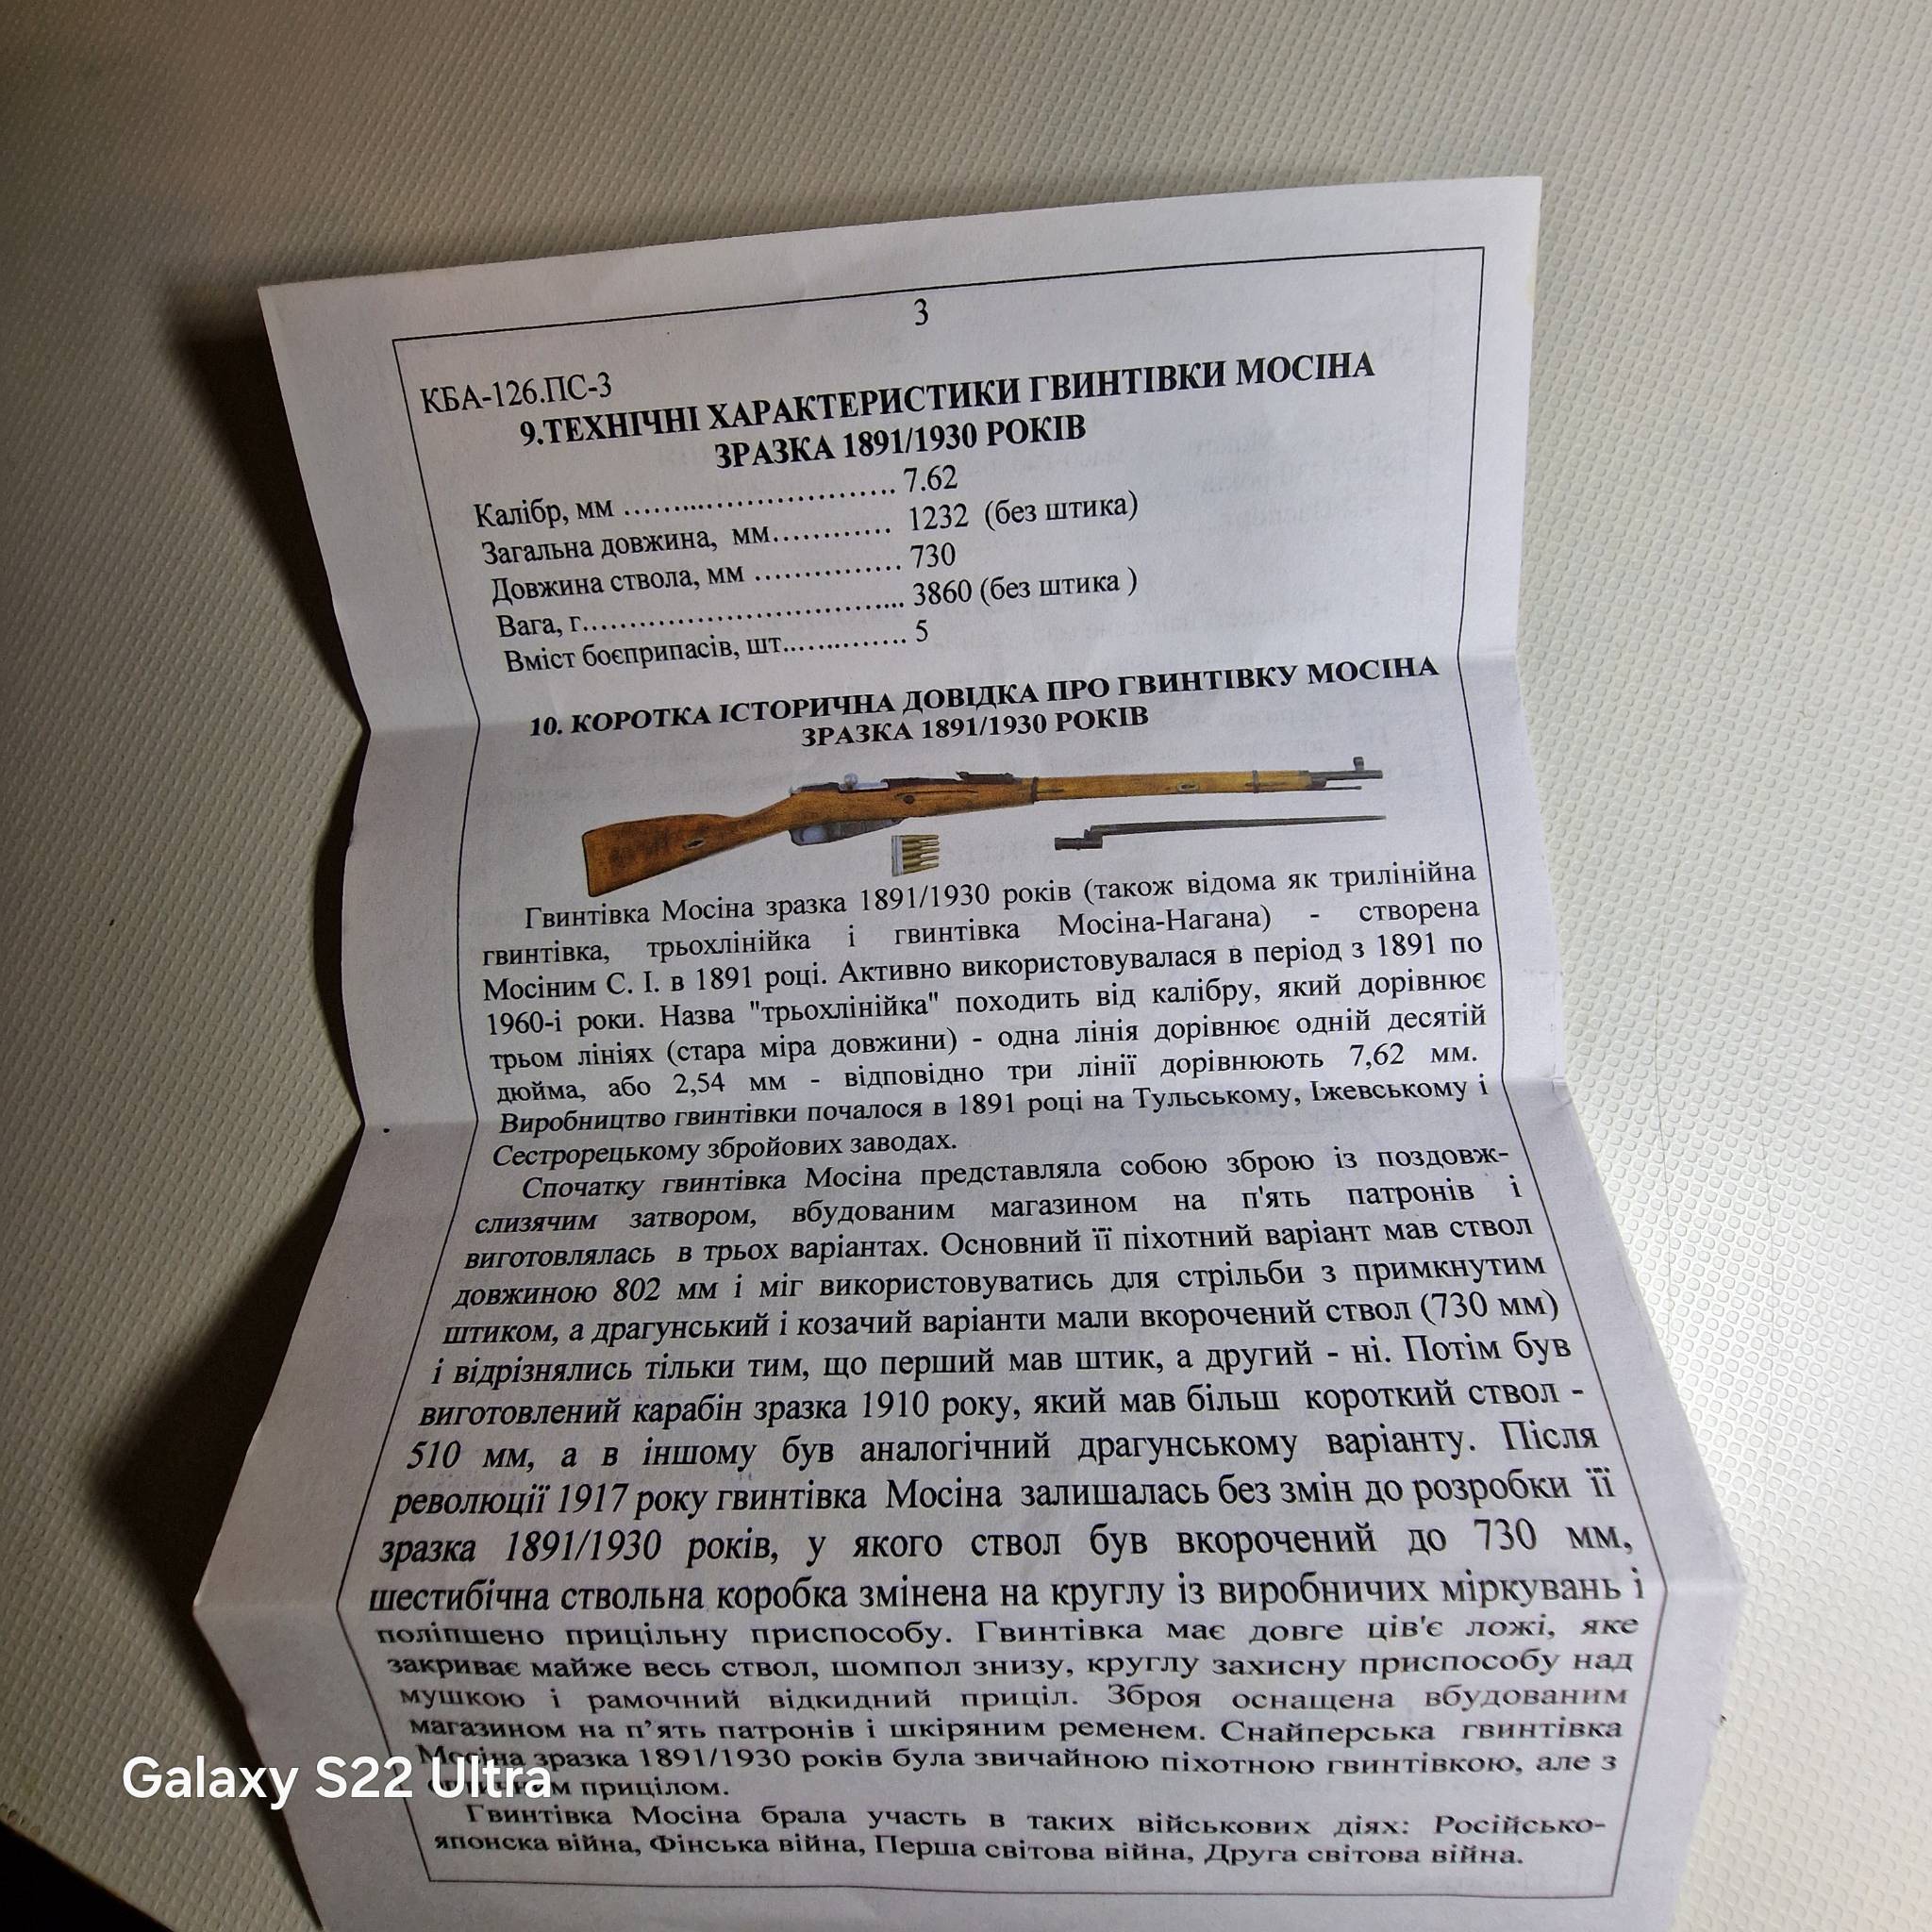 3
КБА-126.ПС-3
9.ТЕХНІЧНІ ХАРАКТЕРИСТИКИ ГВИНТІВКИ МОСІНА
ЗРАЗКА 1891/1930 РОКІВ
Калібр, мм ................................. 7.62
Загальна довжина, мм............ 1232 (без штика)
Довжина ствола, мм ............... 730
Вага, г.................................... 3860 (без штика )
Вміст боєприпасів, шт.............. 5
10. КОРОТКА ІСТОРИЧНА ДОВІДКА ПРО ГВИНТІВКУ МОСІНА
ЗРАЗКА 1891/1930 РОКІВ
Гвинтівка Мосіна зразка 1891/1930 років (також відома як трилінійна
гвинтівка, трьохлінійка і гвинтівка Мосіна-Нагана) - створена
Мосіним С. І. в 1891 році. Активно використовувалася в період з 1891 по
1960-і роки. Назва "трьохлінійка" походить від калібру, який дорівнює
трьом лініях (стара міра довжини) - одна лінія дорівнює одній десятій
дюйма, або 2,54 мм - відповідно три лінії дорівнюють 7,62 мм.
Виробництво гвинтівки почалося в 1891 році на Тульському, Іжевському і
Сестрорецькому збройових заводах.
Спочатку гвинтівка Мосіна представляла собою зброю із поздовж-
слизячим затвором, вбудованим магазином на п'ять патронів і
виготовлялась в трьох варіантах. Основний її піхотний варіант мав ствол
довжиною 802 мм і міг використовуватись для стрільби з примкнутим
штиком, а драгунський і козачий варіанти мали вкорочений ствол (730 мм)
і відрізнялись тільки тим, що перший мав штик, а другий - ні. Потім був
виготовлений карабін зразка 1910 року, який мав більш короткий ствол -
510 мм, а в іншому був аналогічний драгунському варіанту. Після
революції 1917 року гвинтівка Мосіна залишалась без змін до розробки її
зразка 1891/1930 років, у якого ствол був вкорочений до 730 мм,
шестибічна ствольна коробка змінена на круглу із виробничих міркувань і
поліпшено прицільну приспособу. Гвинтівка має довге ців'є ложі, яке
закриває майже весь ствол, шомпол знизу, круглу захисну приспособу над
мушкою і рамочний відкидний приціл. Зброя оснащена вбудованим
магазином на п’ять патронів і шкіряним ременем. Снайперська гвинтівка
Мосіна зразка 1891/1930 років була звичайною піхотною гвинтівкою, але з
прицілом.
Гвинтівка Мосіна брала участь в таких військових діях: Російсько-
японська війна, Фінська війна, Перша світова війна, Друга світова війна.
Galaxy S22 Ultra